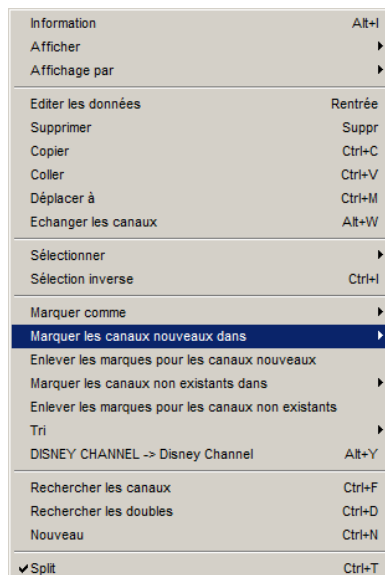 Information Alt+I
Afficher
Affichage par
Editer les données Rentrée
Supprimer Suppr
Copier Ctrl+C
Coller Ctrl+V
Déplacer à Ctrl+M
Echanger les canaux Alt+W
Sélectionner
Sélection inverse Ctrl+I
Marquer comme
Marquer les canaux nouveaux dans
Enlever les marques pour les canaux nouveaux
Marquer les canaux non existants dans
Enlever les marques pour les canaux non existants
Tri
DISNEY CHANNEL -> Disney Channel Alt+Y
Rechercher les canaux Ctrl+F
Rechercher les doubles Ctrl+D
Nouveau Ctrl+N
Split Ctrl+T